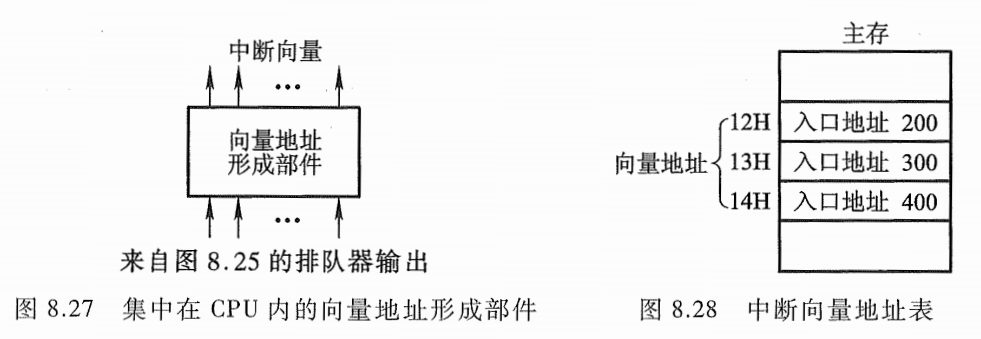 中断向量
…
向量地址
形成部件
…
来自图 8.25 的排队器输出
图 8.27 集中在 CPU 内的向量地址形成部件
主存
向量地址
12H 入口地址 200
13H 入口地址 300
14H 入口地址 400
图 8.28 中断向量地址表